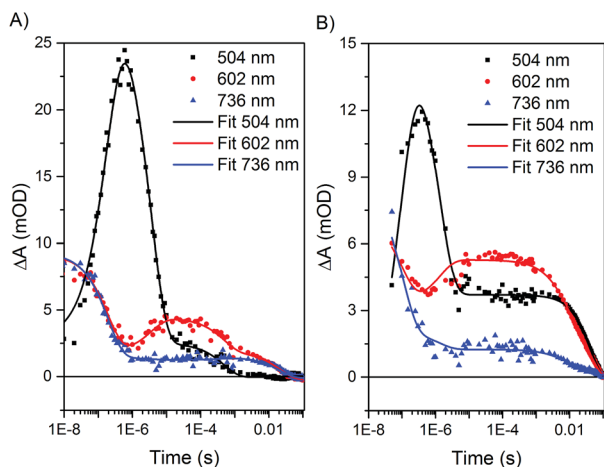 A)
25
20
15
10
5
0
ΔA (mOD)
504 nm
602 nm
736 nm
Fit 504 nm
Fit 602 nm
Fit 736 nm
1E-8 1E-6 1E-4 0.01
Time (s)
B)
15
12
9
6
3
0
ΔA (mOD)
504 nm
602 nm
736 nm
Fit 504 nm
Fit 602 nm
Fit 736 nm
1E-8 1E-6 1E-4 0.01
Time (s)